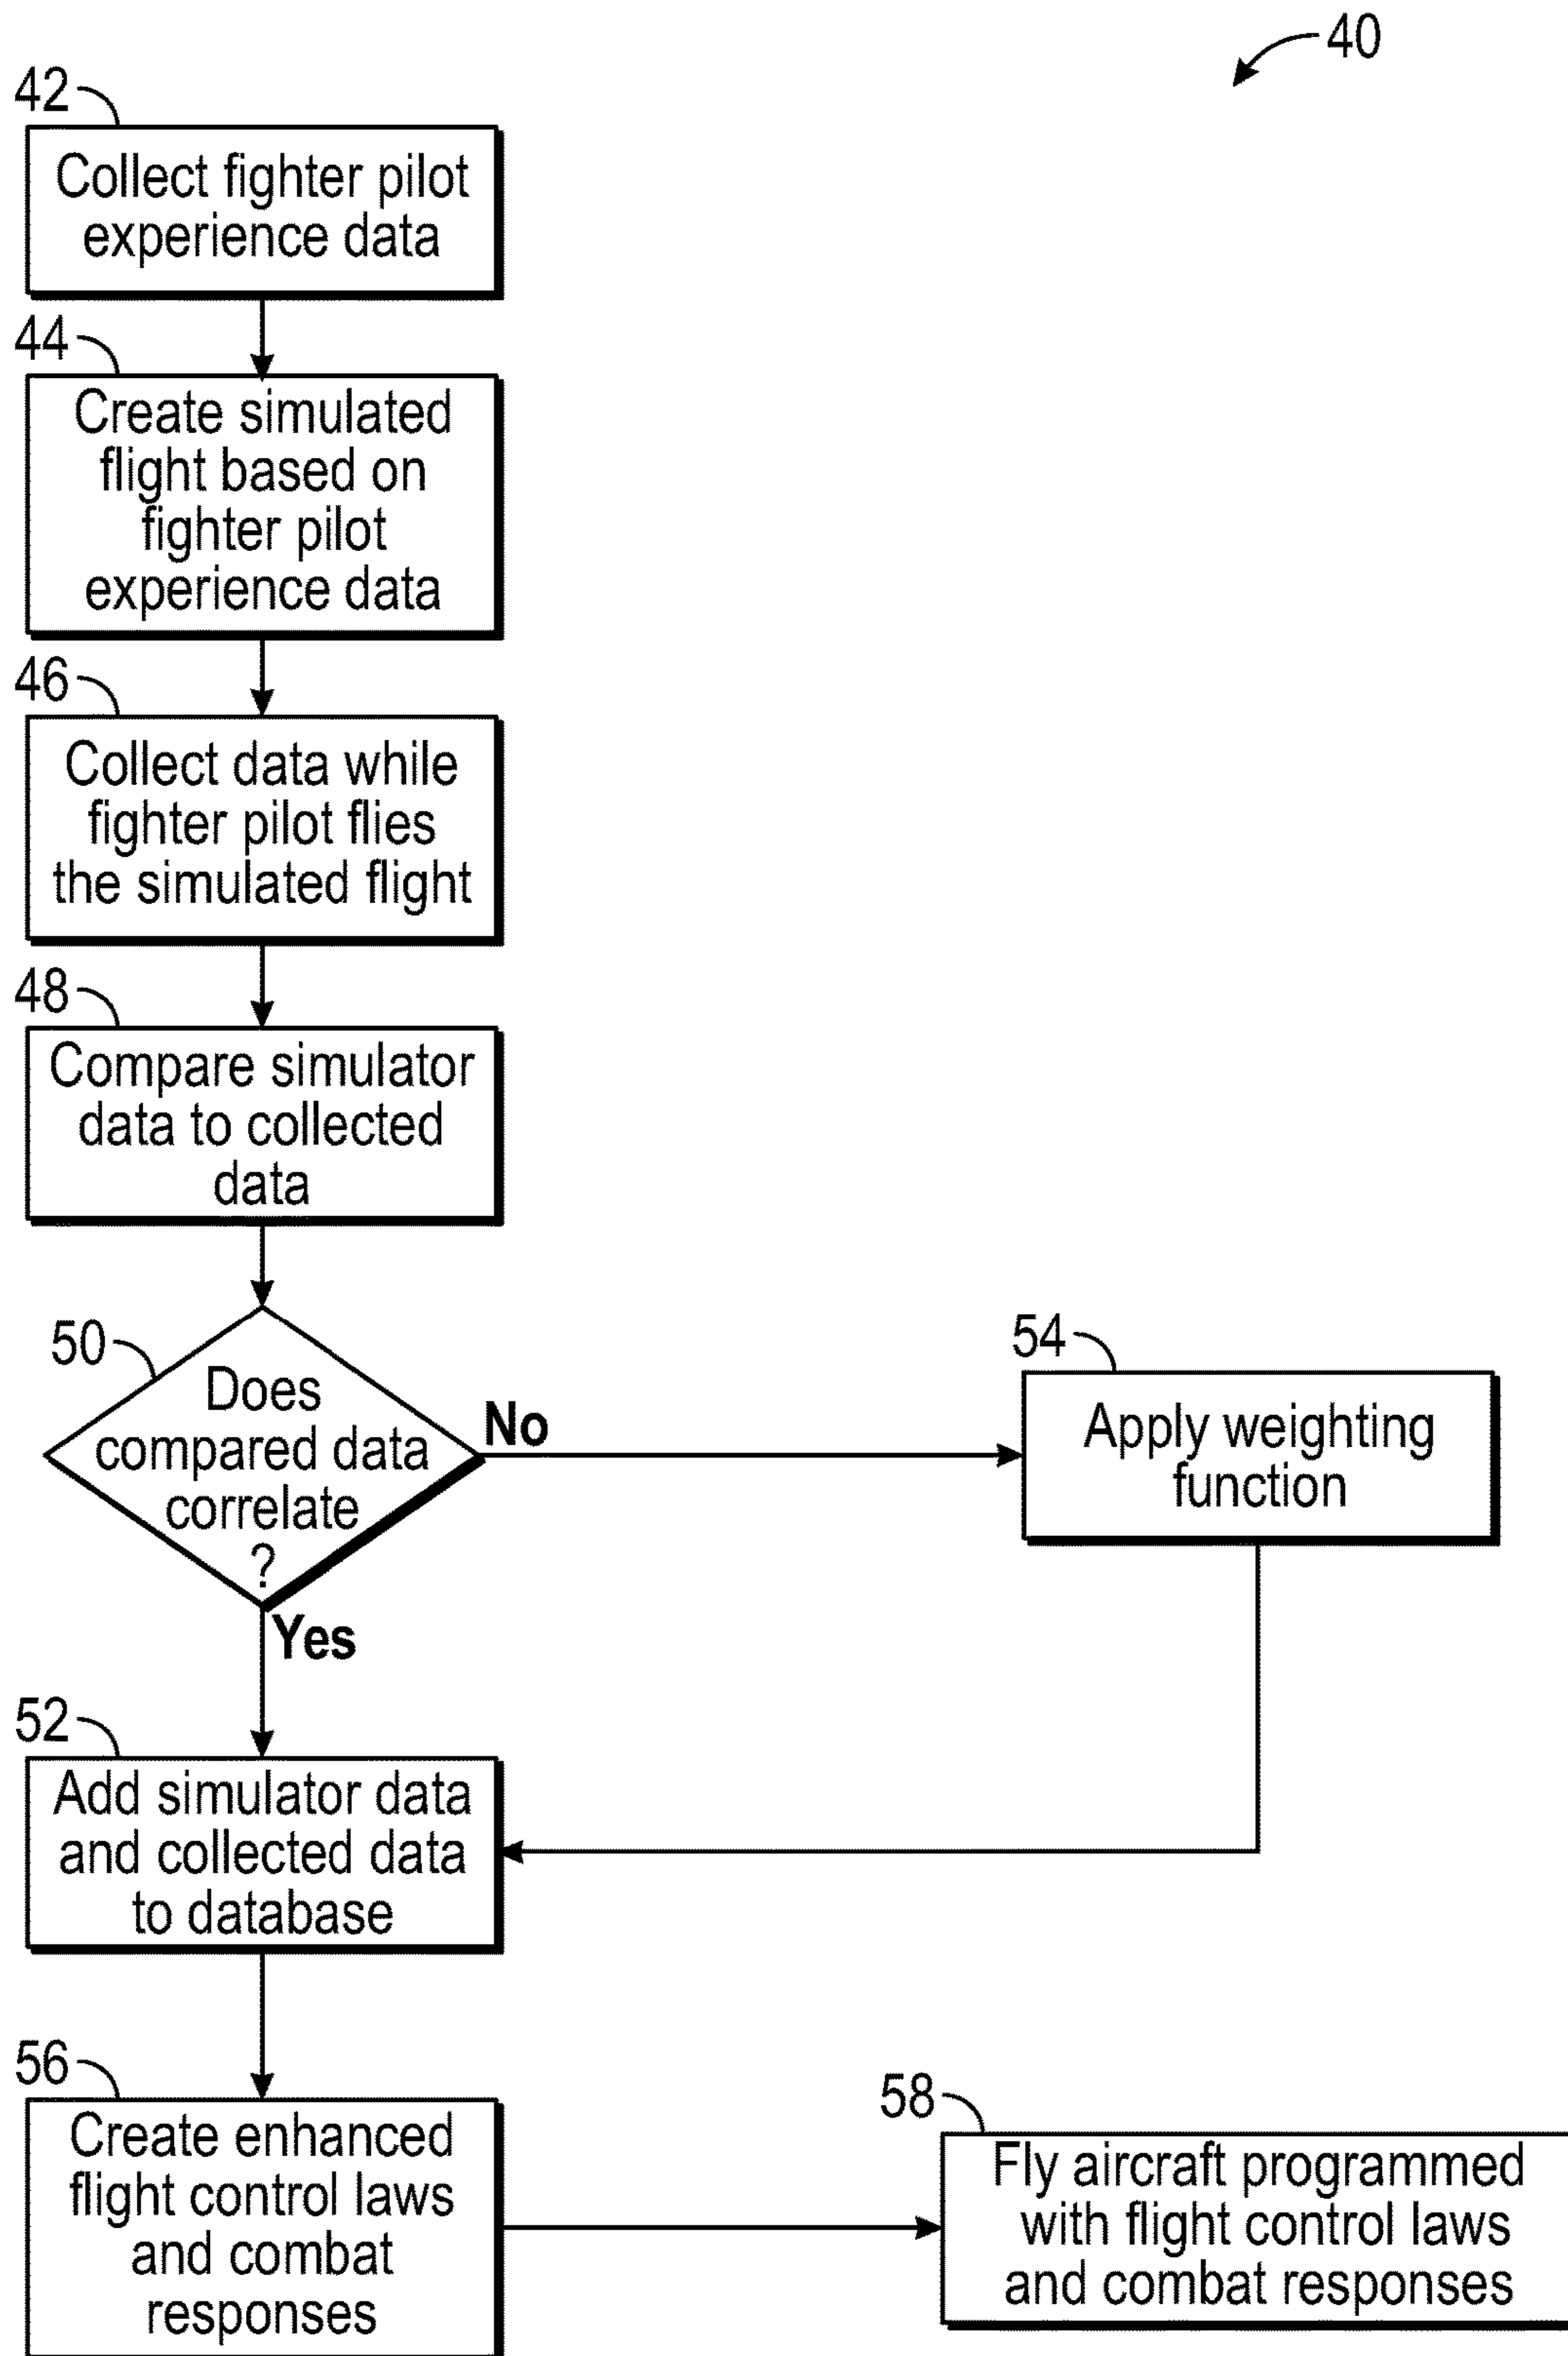 40
42
Collect fighter pilot
experience data
44
Create simulated
flight based on
fighter pilot
experience data
46
Collect data while
fighter pilot flies
the simulated flight
48
Compare simulator
data to collected
data
50
Does
compared data
correlate
?
No
Yes
54
Apply weighting
function
52
Add simulator data
and collected data
to database
56
Create enhanced
flight control laws
and combat
responses
58
Fly aircraft programmed
with flight control laws
and combat responses